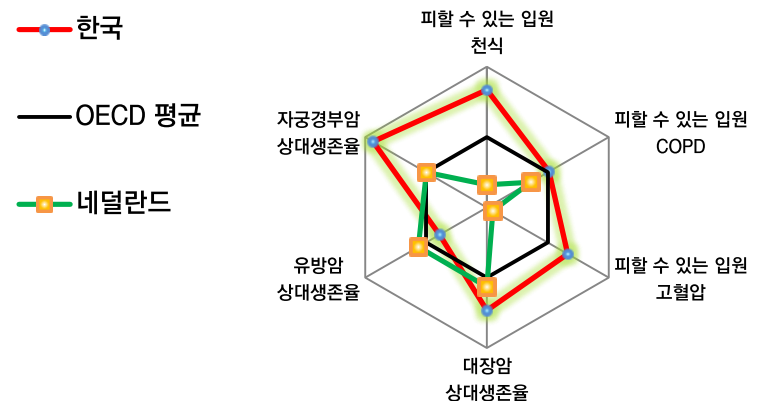 한국
OECD 평균
네덜란드
피할 수 있는 입원
천식
피할 수 있는 입원
COPD
피할 수 있는 입원
고혈압
대장암
상대생존율
유방암
상대생존율
자궁경부암
상대생존율